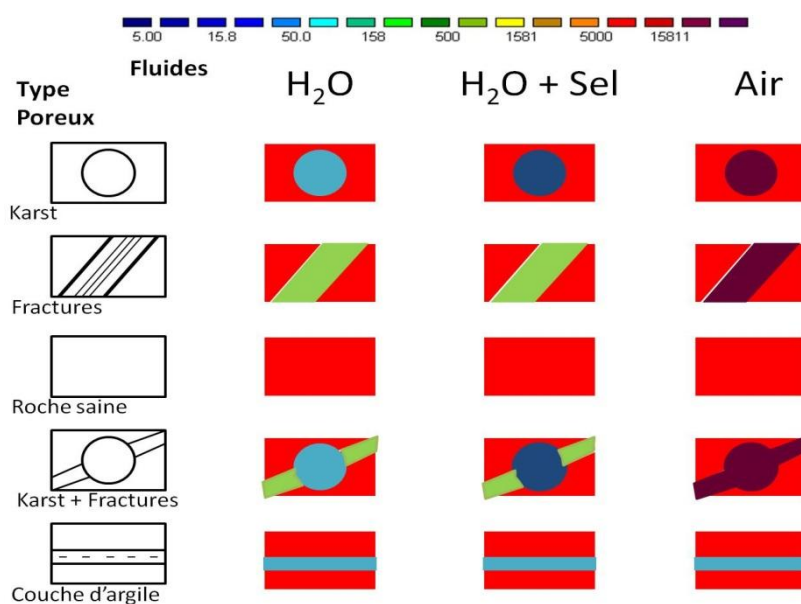 5.00 15.8 50.0 158 500 1581 5000 15811
Fluides
Type
Poreux
H₂O H₂O + Sel Air
Karst
Fractures
Roche saine
Karst + Fractures
Couche d'argile